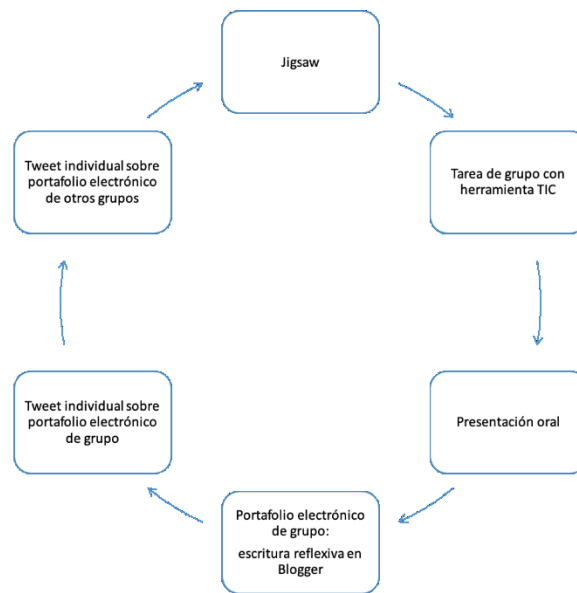 Jigsaw
Tarea de grupo con
herramienta TIC
Presentación oral
Portafolio electrónico
de grupo:
escritura reflexiva en
Blogger
Tweet individual sobre
portafolio electrónico
de grupo
Tweet individual sobre
portafolio electrónico
de otros grupos